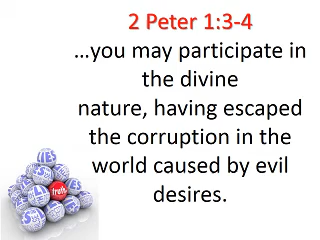 2 Peter 1:3-4
…you may participate in
the divine
nature, having escaped
the corruption in the
world caused by evil
desires.
truth